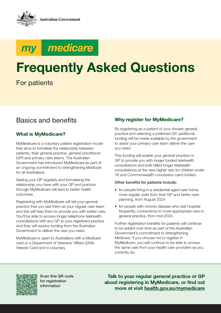 Australian Government
my medicare
Frequently Asked Questions
For patients
Basics and benefits
What is MyMedicare?
MyMedicare is a voluntary patient registration model
that aims to formalise the relationship between
patients, their general practice, general practitioner
(GP) and primary care teams. The Australian
Government has introduced MyMedicare as part of
an ongoing commitment to strengthening Medicare
for all Australians.
Seeing your GP regularly and formalising the
relationship you have with your GP and practice
through MyMedicare will lead to better health
outcomes.
Registering with MyMedicare will let your general
practice that you see them as your regular care team
and this will help them to provide you with better care.
You'll be able to access longer telephone telehealth
consultations with any GP at your registered practice
and they will receive funding from the Australian
Government to deliver the care you need.
MyMedicare is open to Australians with a Medicare
card or a Department of Veterans' Affairs (DVA)
Veteran Card and is voluntary.
Why register for MyMedicare?
By registering as a patient of your chosen general
practice and selecting a preferred GP, additional
funding will be made available by the government
to assist your primary care team deliver the care
you need.
This funding will enable your general practice or
GP to provide you with longer funded telehealth
consultations and bulk billed longer telehealth
consultations at the new higher rate for children under
16 and Commonwealth concession card holders.
Other benefits for patients include:
• for people living in a residential aged care home,
more regular visits from their GP and better care
planning, from August 2024
• for people with chronic disease who visit hospital
frequently, connections to more appropriate care in
general practice, from mid-2024.
Further registration benefits for patients will continue
to be added over time as part of the Australian
Government's commitment to strengthening
Medicare. If you choose not to register in
MyMedicare, you will continue to be able to access
the same care from your health care providers as you
currently do.
Scan this QR code
for registration
information
Talk to your regular general practice or GP
about registering in MyMedicare, or find out
more at visit health.gov.au/mymedicare